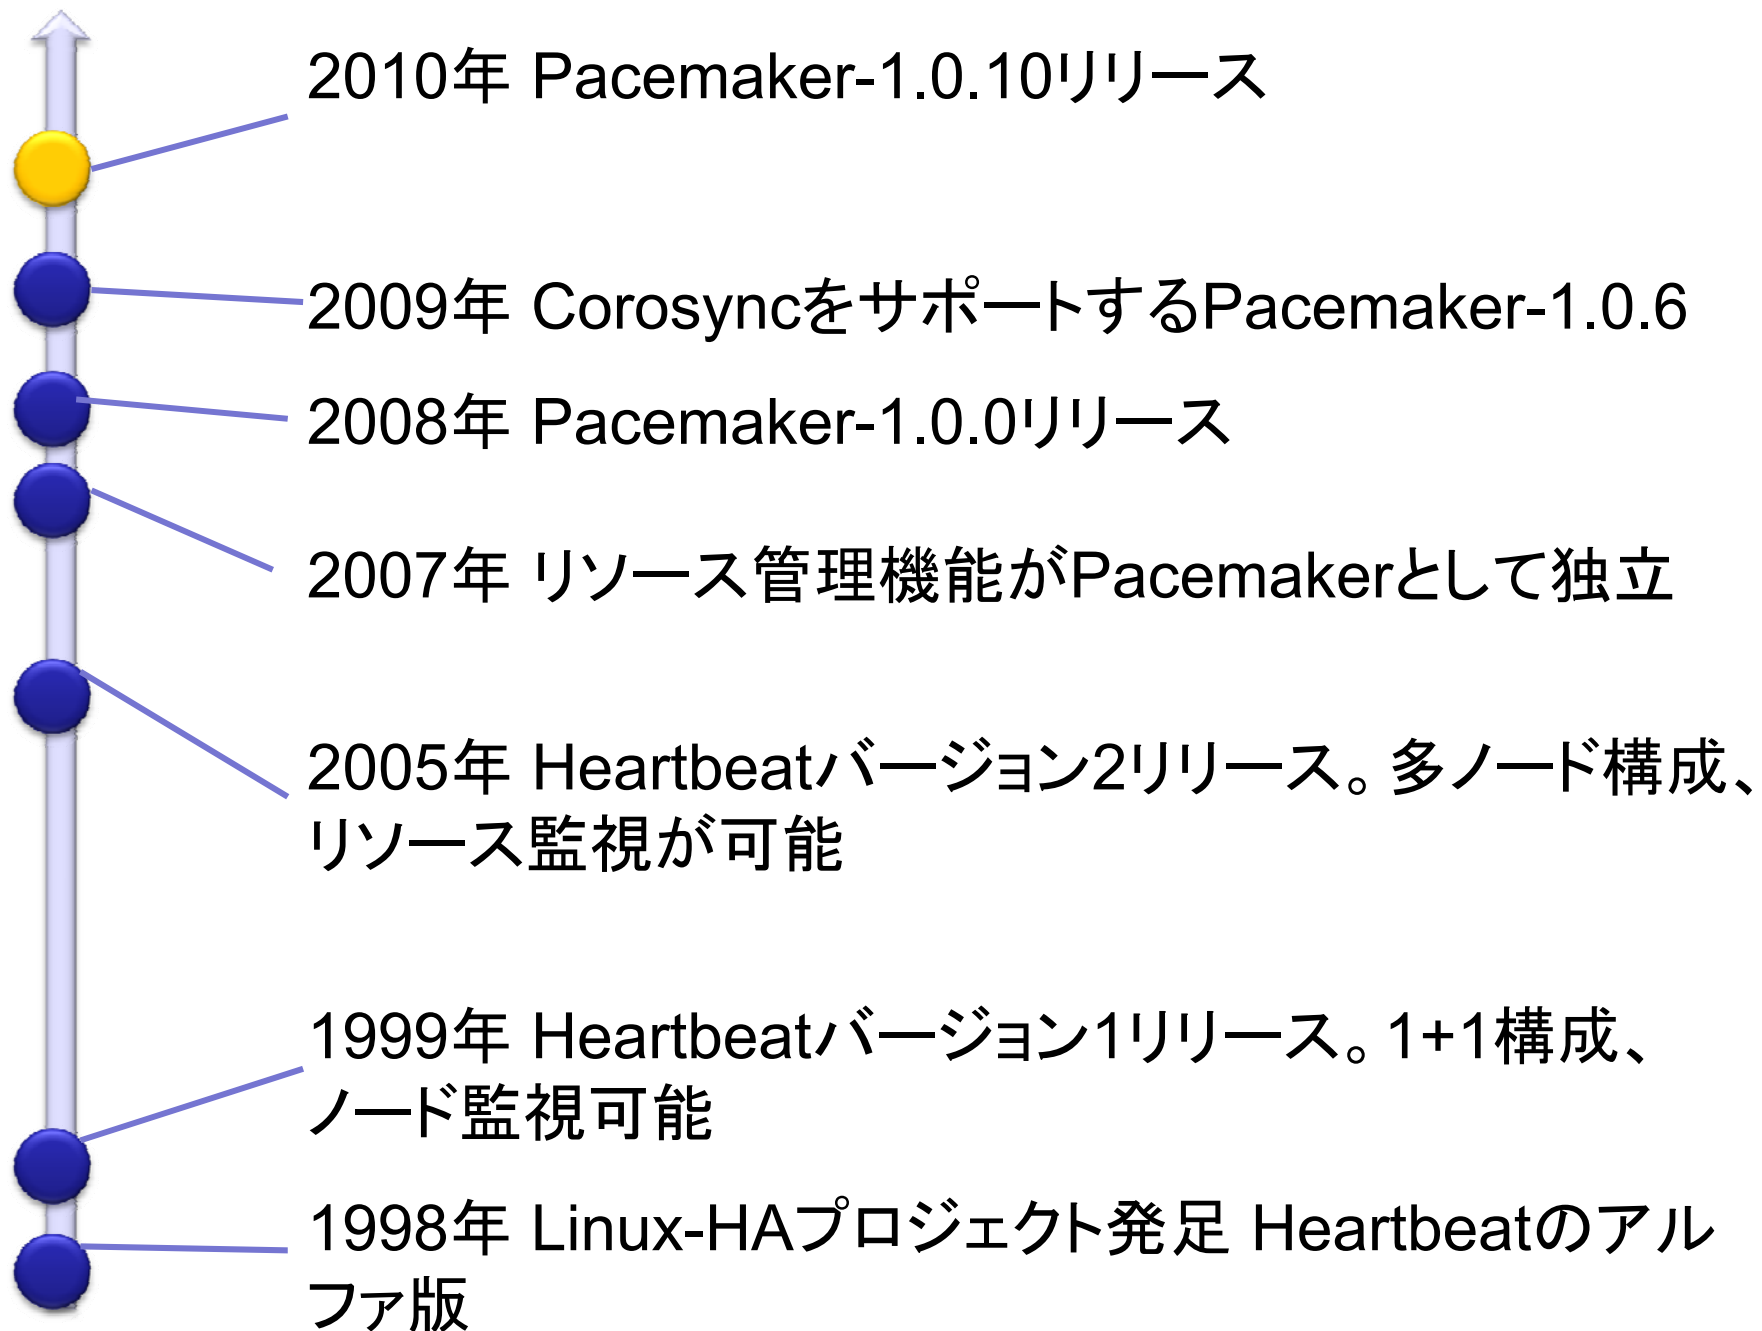 2010年 Pacemaker-1.0.10リリース
2009年 CorosyncをサポートするPacemaker-1.0.6
2008年 Pacemaker-1.0.0リリース
2007年 リソース管理機能がPacemakerとして独立
2005年 Heartbeatバージョン2リリース。多ノード構成、
リソース監視が可能
1999年 Heartbeatバージョン1リリース。1+1構成、
ノード監視可能
1998年 Linux-HAプロジェクト発足 Heartbeatのアル
ファ版